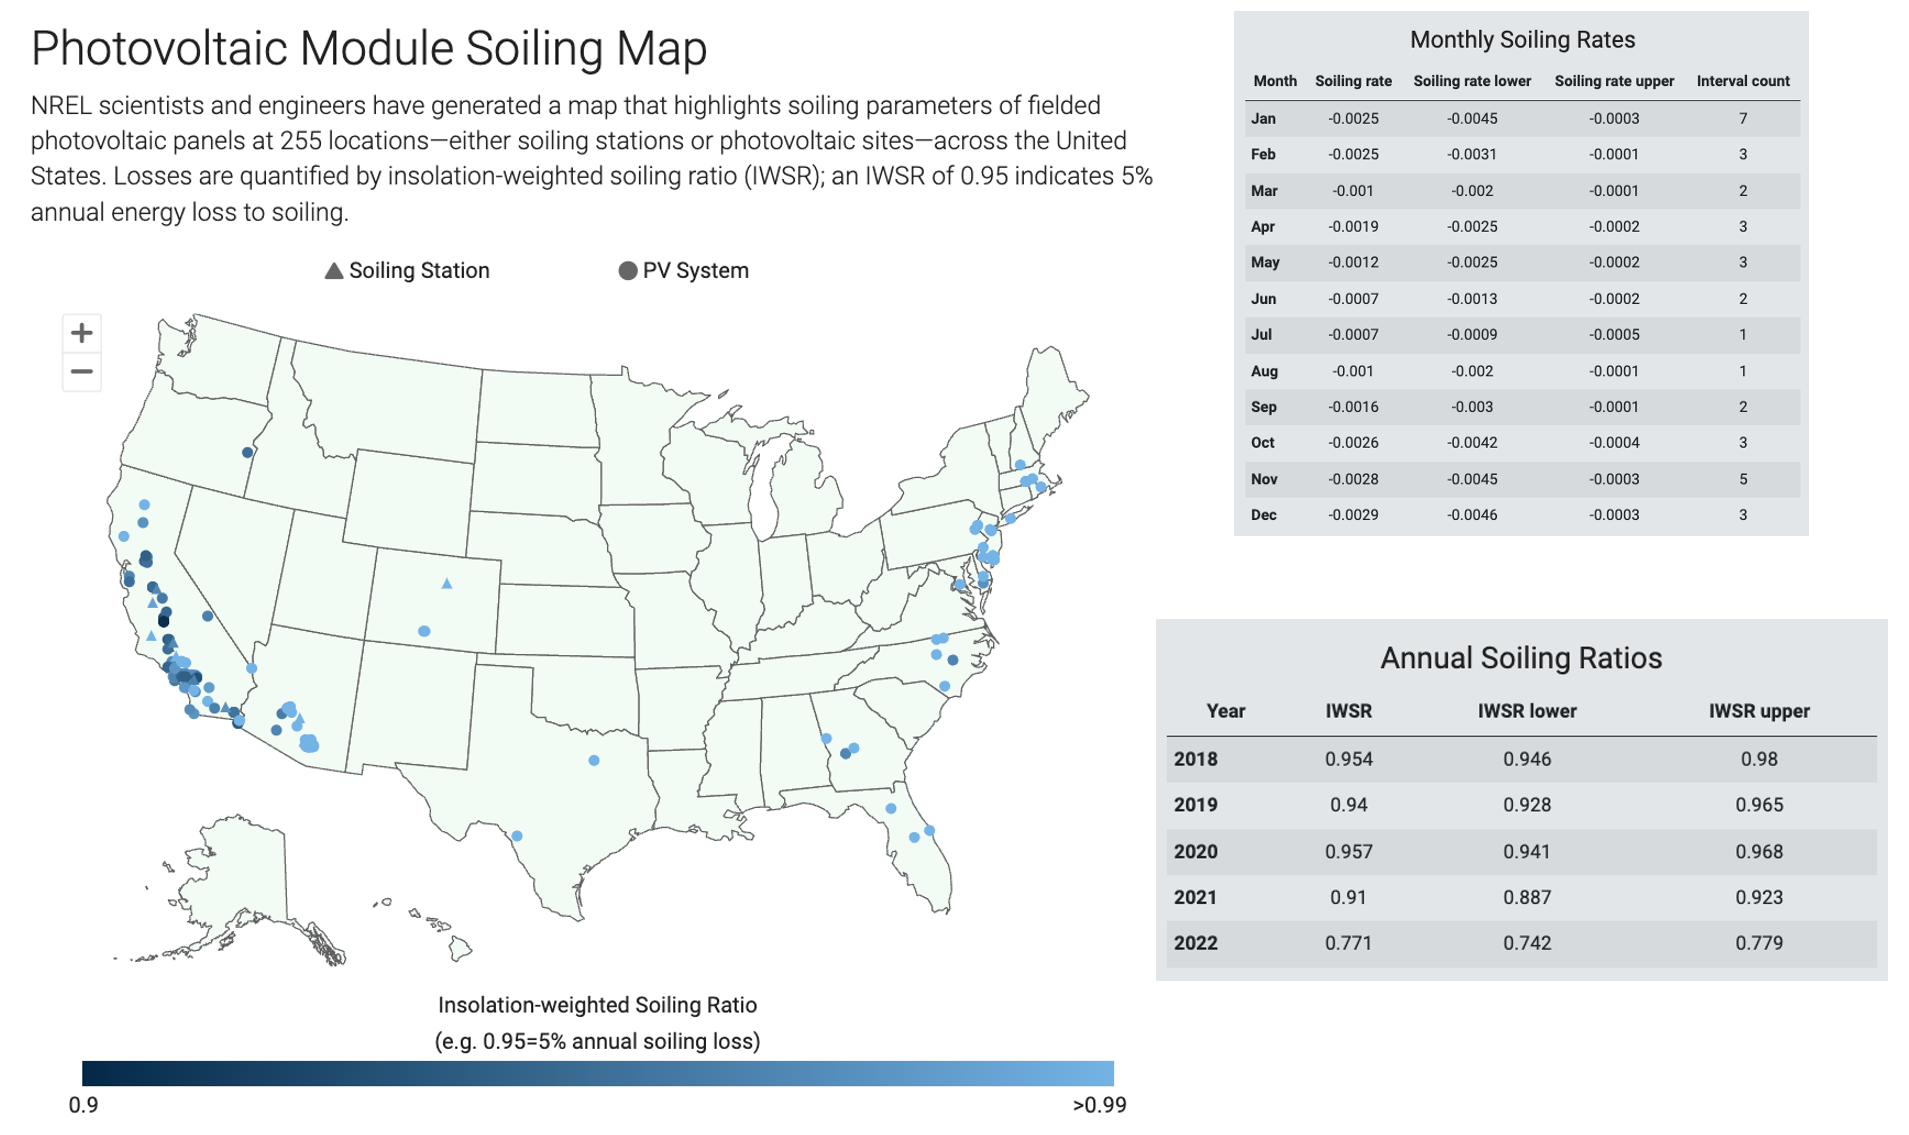 Photovoltaic Module Soiling Map
NREL scientists and engineers have generated a map that highlights soiling parameters of fielded
photovoltaic panels at 255 locations—either soiling stations or photovoltaic sites—across the United
States. Losses are quantified by insolation-weighted soiling ratio (IWSR); an IWSR of 0.95 indicates 5%
annual energy loss to soiling.
Soiling Station PV System
+
−
Insolation-weighted Soiling Ratio
(e.g. 0.95=5% annual soiling loss)
0.9 >0.99
Monthly Soiling Rates
Month Soiling rate Soiling rate lower Soiling rate upper Interval count
Jan -0.0025 -0.0045 -0.0003 7
Feb -0.0025 -0.0031 -0.0001 3
Mar -0.001 -0.002 -0.0001 2
Apr -0.0019 -0.0025 -0.0002 3
May -0.0012 -0.0025 -0.0002 3
Jun -0.0007 -0.0013 -0.0002 2
Jul -0.0007 -0.0009 -0.0005 1
Aug -0.001 -0.002 -0.0001 1
Sep -0.0016 -0.003 -0.0001 2
Oct -0.0026 -0.0042 -0.0004 3
Nov -0.0028 -0.0045 -0.0003 5
Dec -0.0029 -0.0046 -0.0003 3
Annual Soiling Ratios
Year IWSR IWSR lower IWSR upper
2018 0.954 0.946 0.98
2019 0.94 0.928 0.965
2020 0.957 0.941 0.968
2021 0.91 0.887 0.923
2022 0.771 0.742 0.779